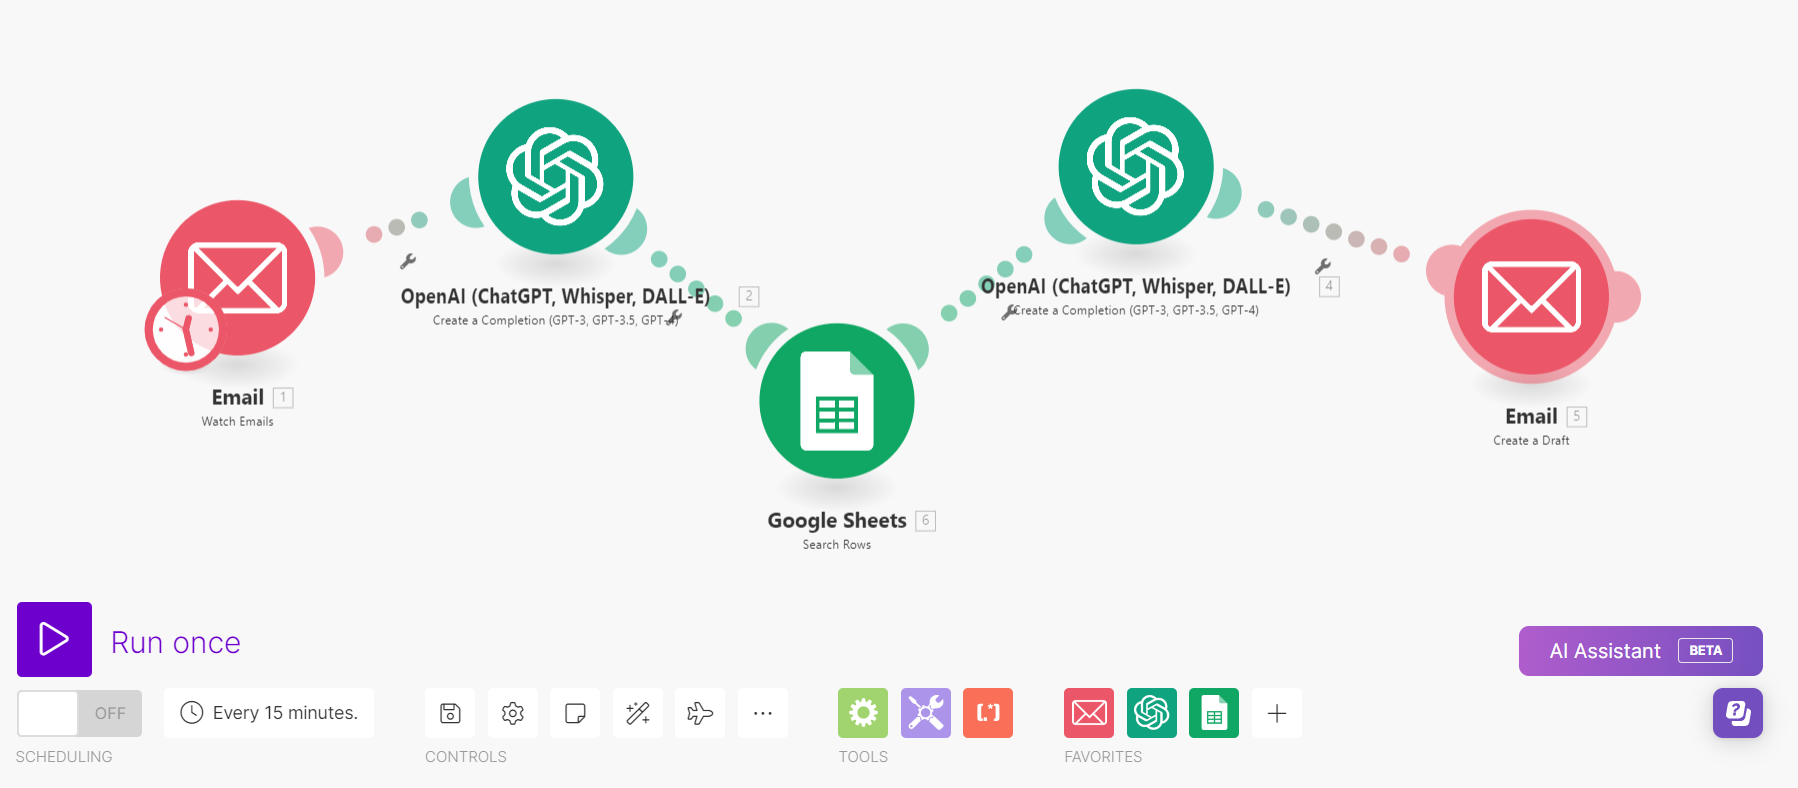 OpenAI (ChatGPT, Whisper, DALL-E) 2
Create a Completion (GPT-3, GPT-3.5, GPT-4)
OpenAI (ChatGPT, Whisper, DALL-E) 4
Create a Completion (GPT-3, GPT-3.5, GPT-4)
Email 1
Watch Emails
Email 5
Create a Draft
Google Sheets 6
Search Rows
Run once
AI Assistant BETA
OFF
Every 15 minutes.
SCHEDULING
CONTROLS
TOOLS
FAVORITES